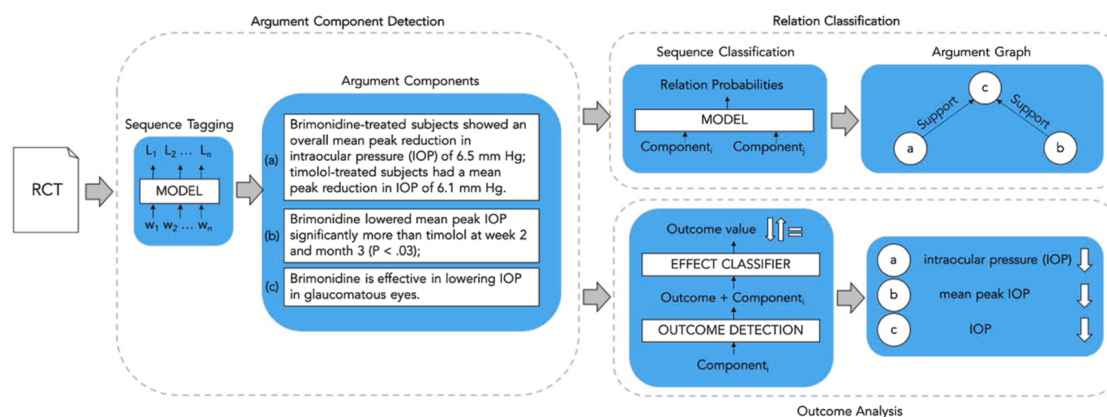 Argument Component Detection
RCT
Sequence Tagging
L1 L2 ... Ln
MODEL
w1 w2 ... wn
Argument Components
(a)
Brimonidine-treated subjects showed an
overall mean peak reduction in
intraocular pressure (IOP) of 6.5 mm Hg;
timolol-treated subjects had a mean
peak reduction in IOP of 6.1 mm Hg.
(b)
Brimonidine lowered mean peak IOP
significantly more than timolol at week 2
and month 3 (P < .03);
(c)
Brimonidine is effective in lowering IOP
in glaucomatous eyes.
Relation Classification
Sequence Classification
Relation Probabilities
MODEL
Componenti Componentj
Argument Graph
c
Support
Support
a
b
Outcome value
EFFECT CLASSIFIER
Outcome + Componenti
OUTCOME DETECTION
Componenti
a intraocular pressure (IOP)
b mean peak IOP
c IOP
Outcome Analysis